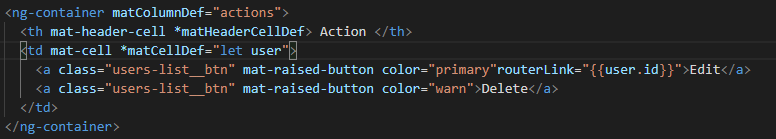 <ng-container matColumnDef="actions">
<th mat-header-cell *matHeaderCellDef> Action </th>
<td mat-cell *matCellDef="let user">
<a class="users-list__btn" mat-raised-button color="primary"routerLink="{{user.id}}">Edit</a>
<a class="users-list__btn" mat-raised-button color="warn">Delete</a>
</td>
</ng-container>